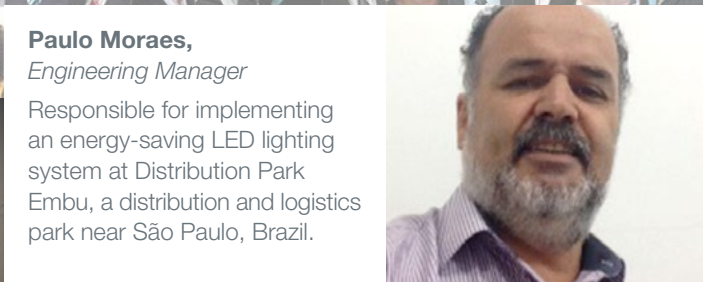 Paulo Moraes,
Engineering Manager
Responsible for implementing
an energy-saving LED lighting
system at Distribution Park
Embu, a distribution and logistics
park near São Paulo, Brazil.